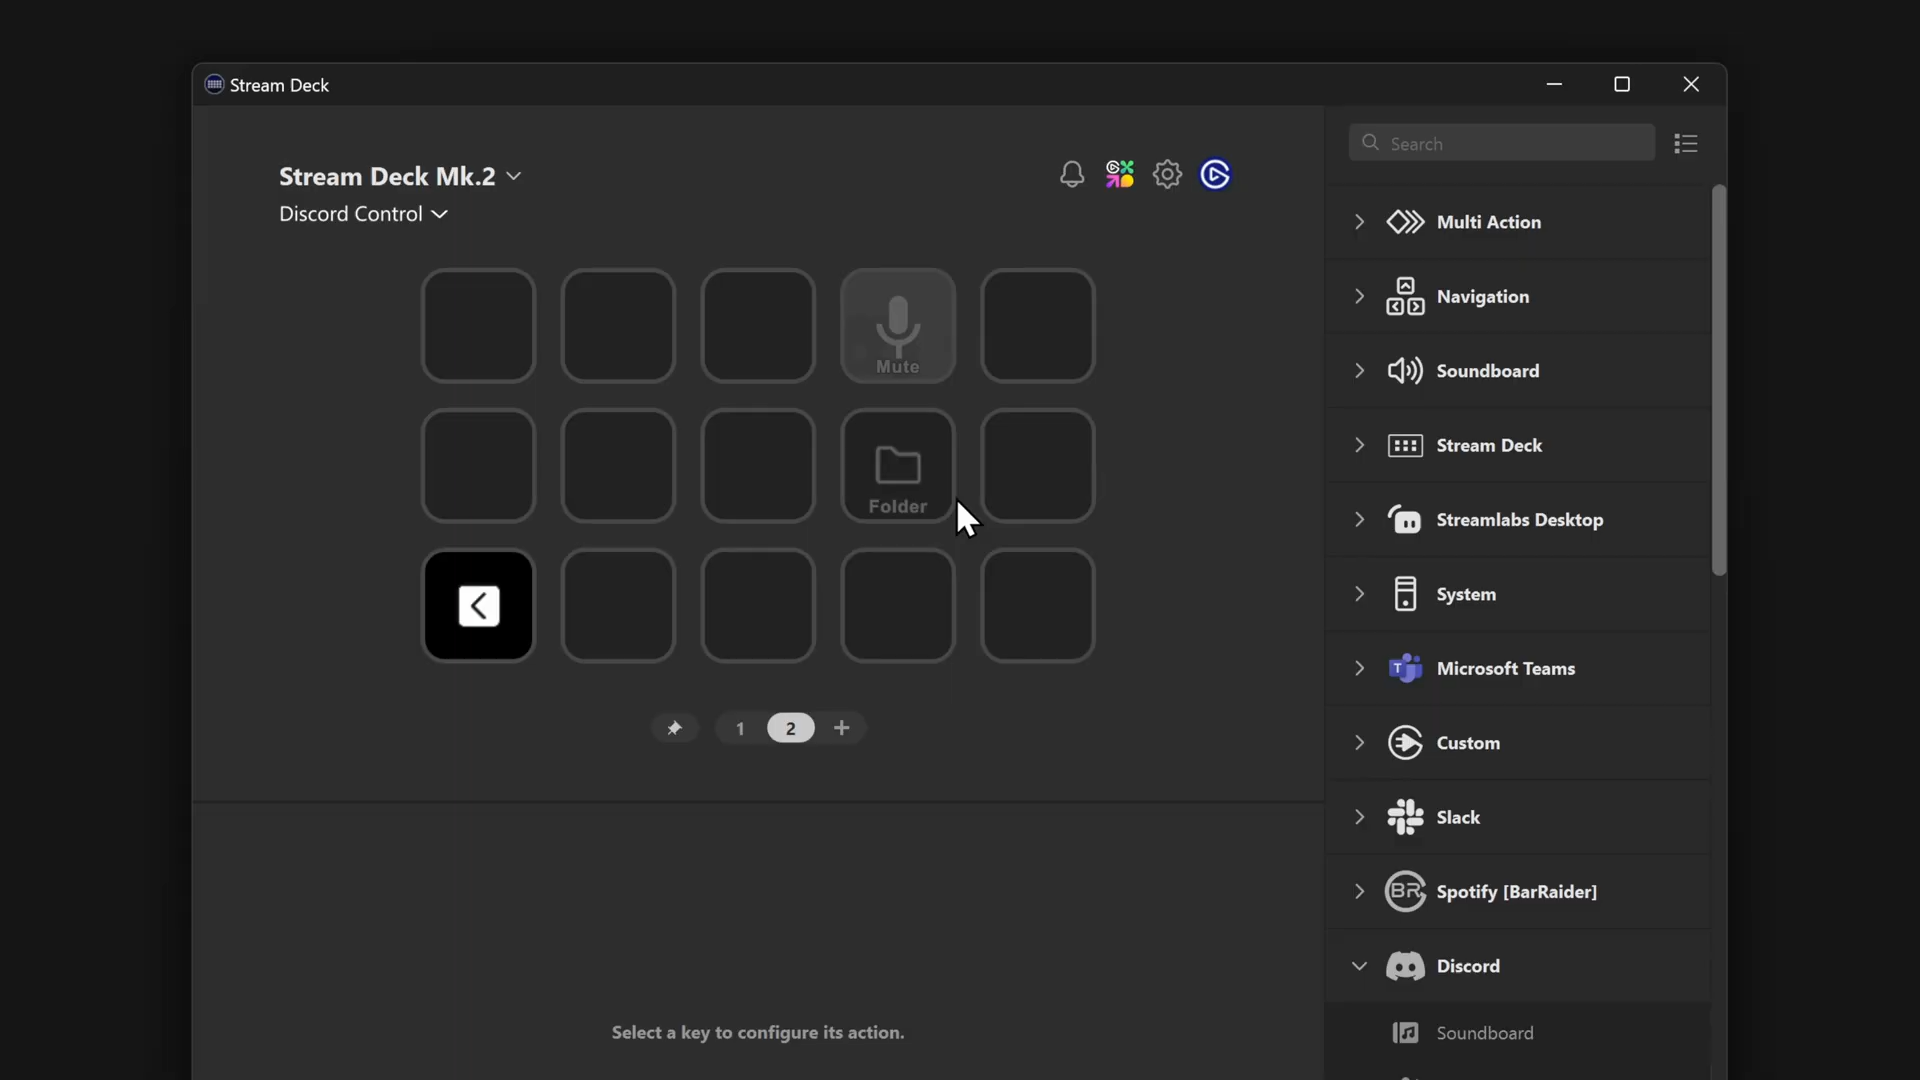 Stream Deck
Stream Deck Mk.2
Discord Control
Mute
Folder
1
2
+
Select a key to configure its action.
Search
Multi Action
Navigation
Soundboard
Stream Deck
Streamlabs Desktop
System
T
Microsoft Teams
Custom
Slack
BR
Spotify [BarRaider]
Discord
Soundboard